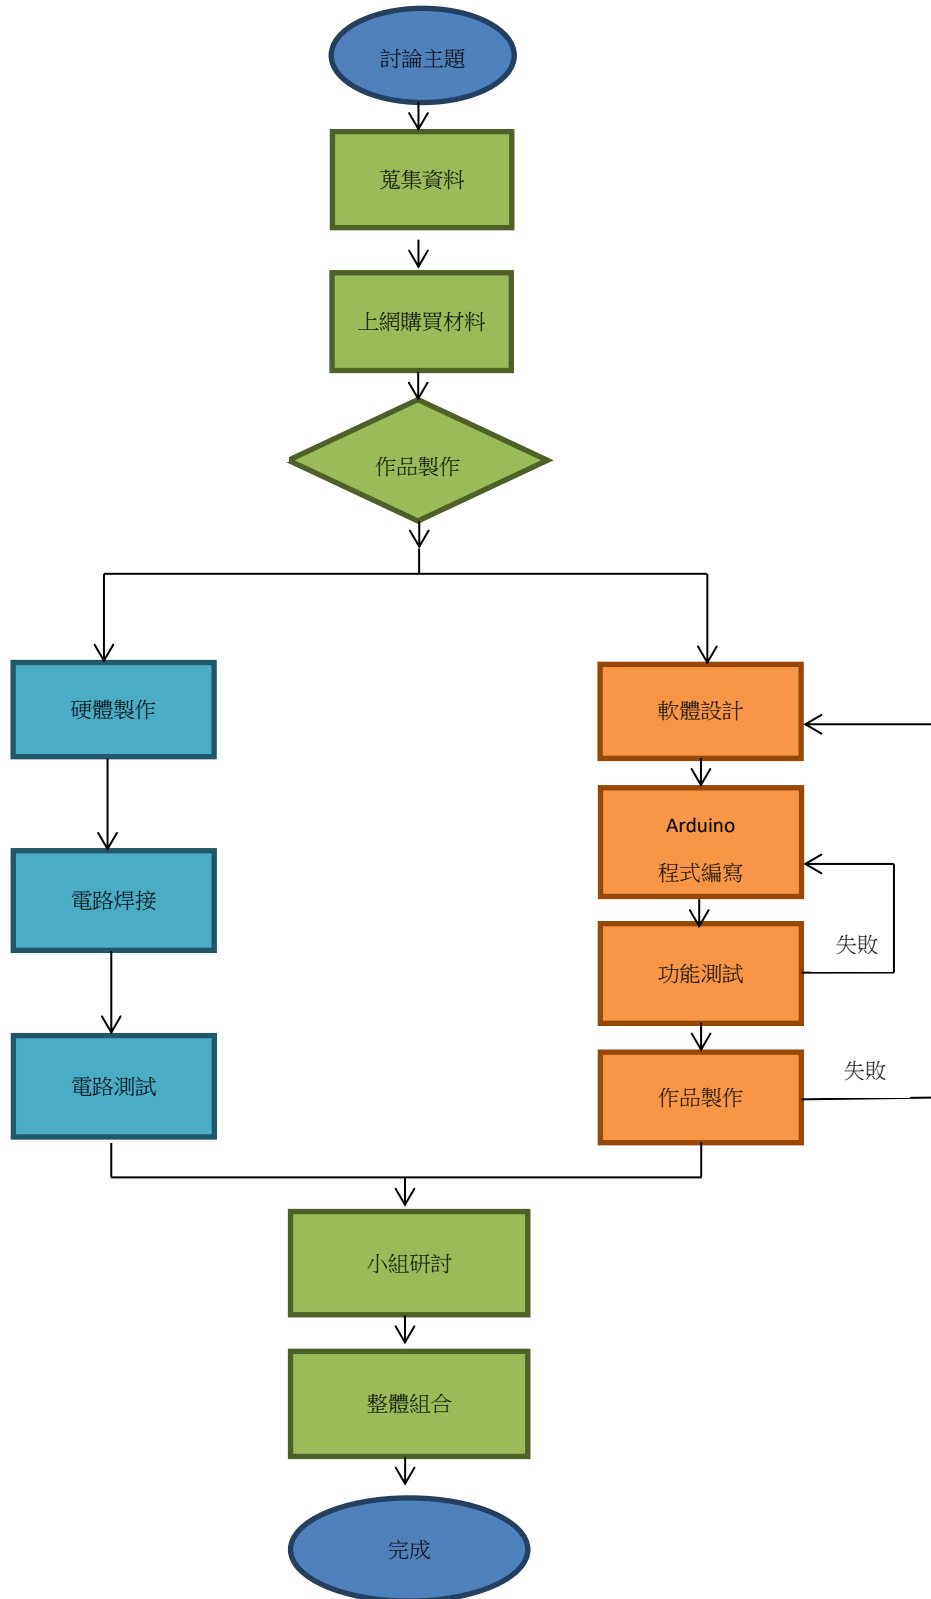 討論主題
蒐集資料
上網購買材料
作品製作
硬體製作
電路焊接
電路測試
軟體設計
Arduino
程式編寫
失敗
功能測試
失敗
作品製作
小組研討
整體組合
完成